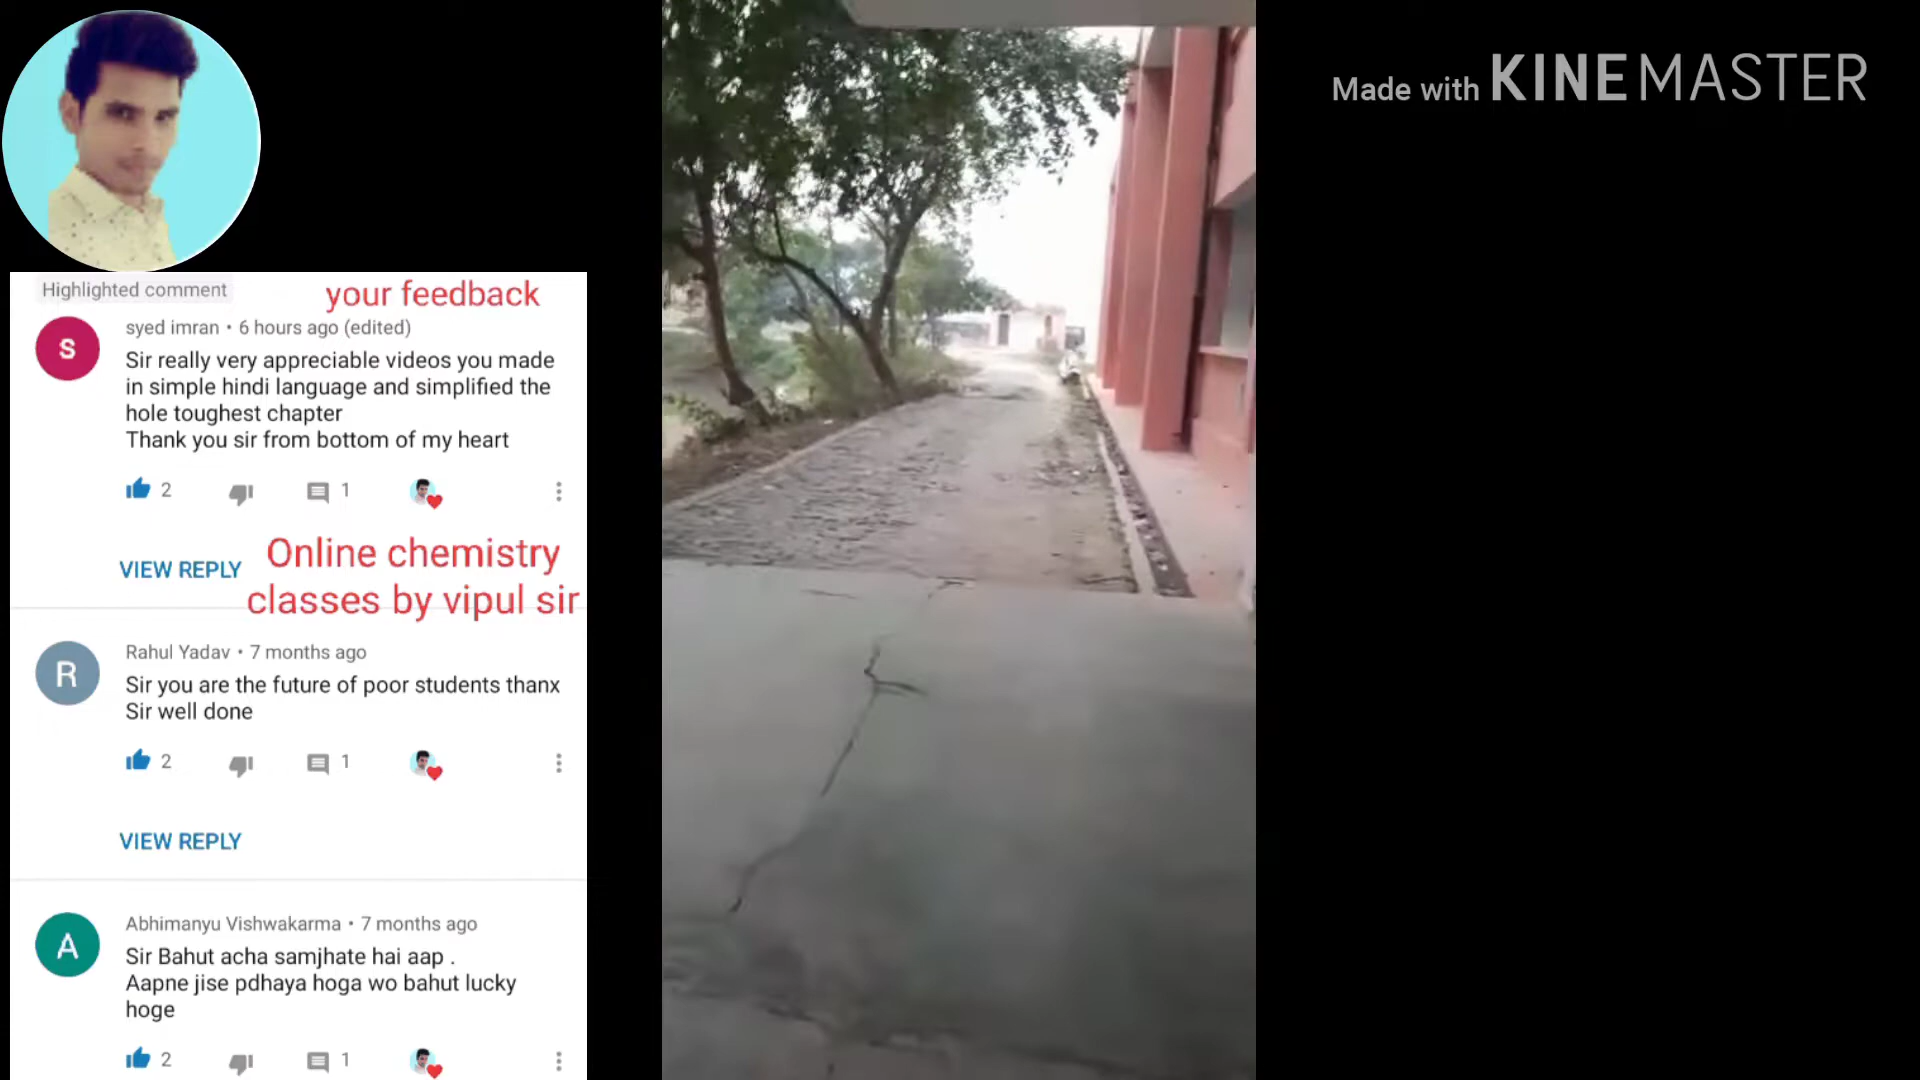 Made with KINEMASTER
Highlighted comment
your feedback
S
syed imran • 6 hours ago (edited)
Sir really very appreciable videos you made
in simple hindi language and simplified the
hole toughest chapter
Thank you sir from bottom of my heart
2
1
VIEW REPLY
Online chemistry
classes by vipul sir
R
Rahul Yadav • 7 months ago
Sir you are the future of poor students thanx
Sir well done
2
1
VIEW REPLY
A
Abhimanyu Vishwakarma • 7 months ago
Sir Bahut acha samjhate hai aap .
Aapne jise pdhaya hoga wo bahut lucky
hoge
2
1